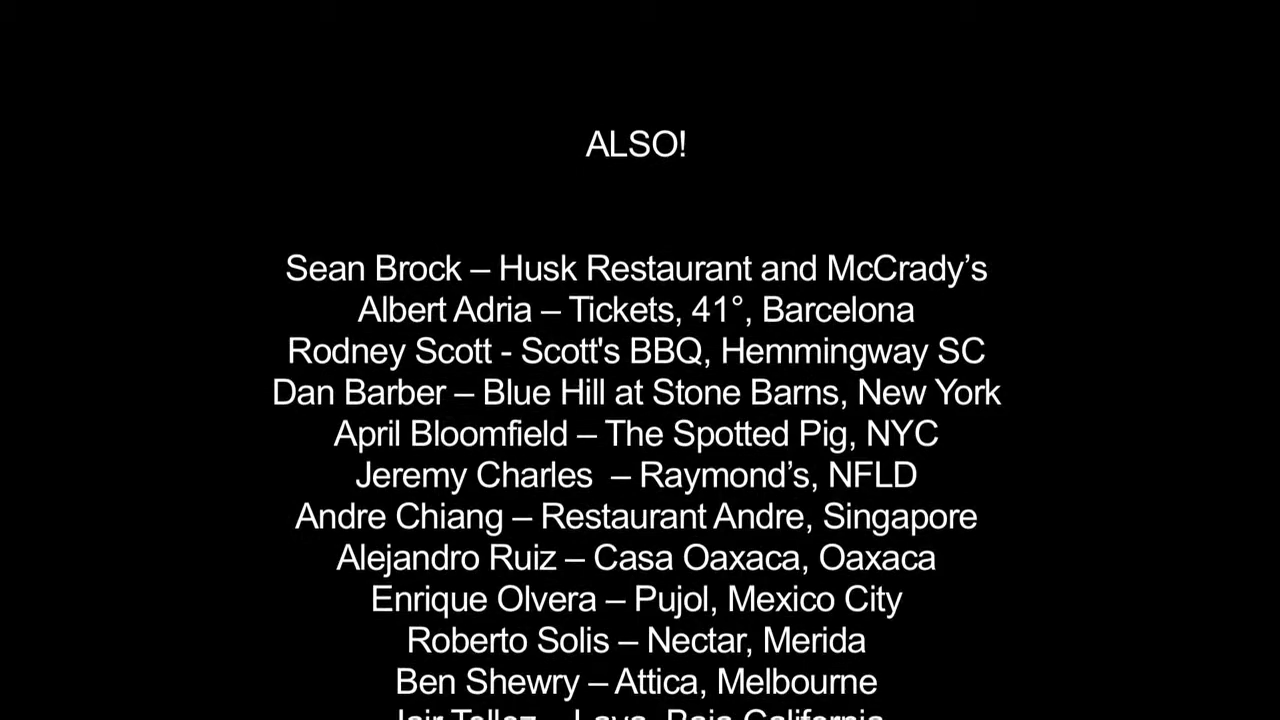 ALSO!
Sean Brock – Husk Restaurant and McCrady’s
Albert Adria – Tickets, 41°, Barcelona
Rodney Scott - Scott's BBQ, Hemmingway SC
Dan Barber – Blue Hill at Stone Barns, New York
April Bloomfield – The Spotted Pig, NYC
Jeremy Charles  – Raymond’s, NFLD
Andre Chiang – Restaurant Andre, Singapore
Alejandro Ruiz – Casa Oaxaca, Oaxaca
Enrique Olvera – Pujol, Mexico City
Roberto Solis – Nectar, Merida
Ben Shewry – Attica, Melbourne